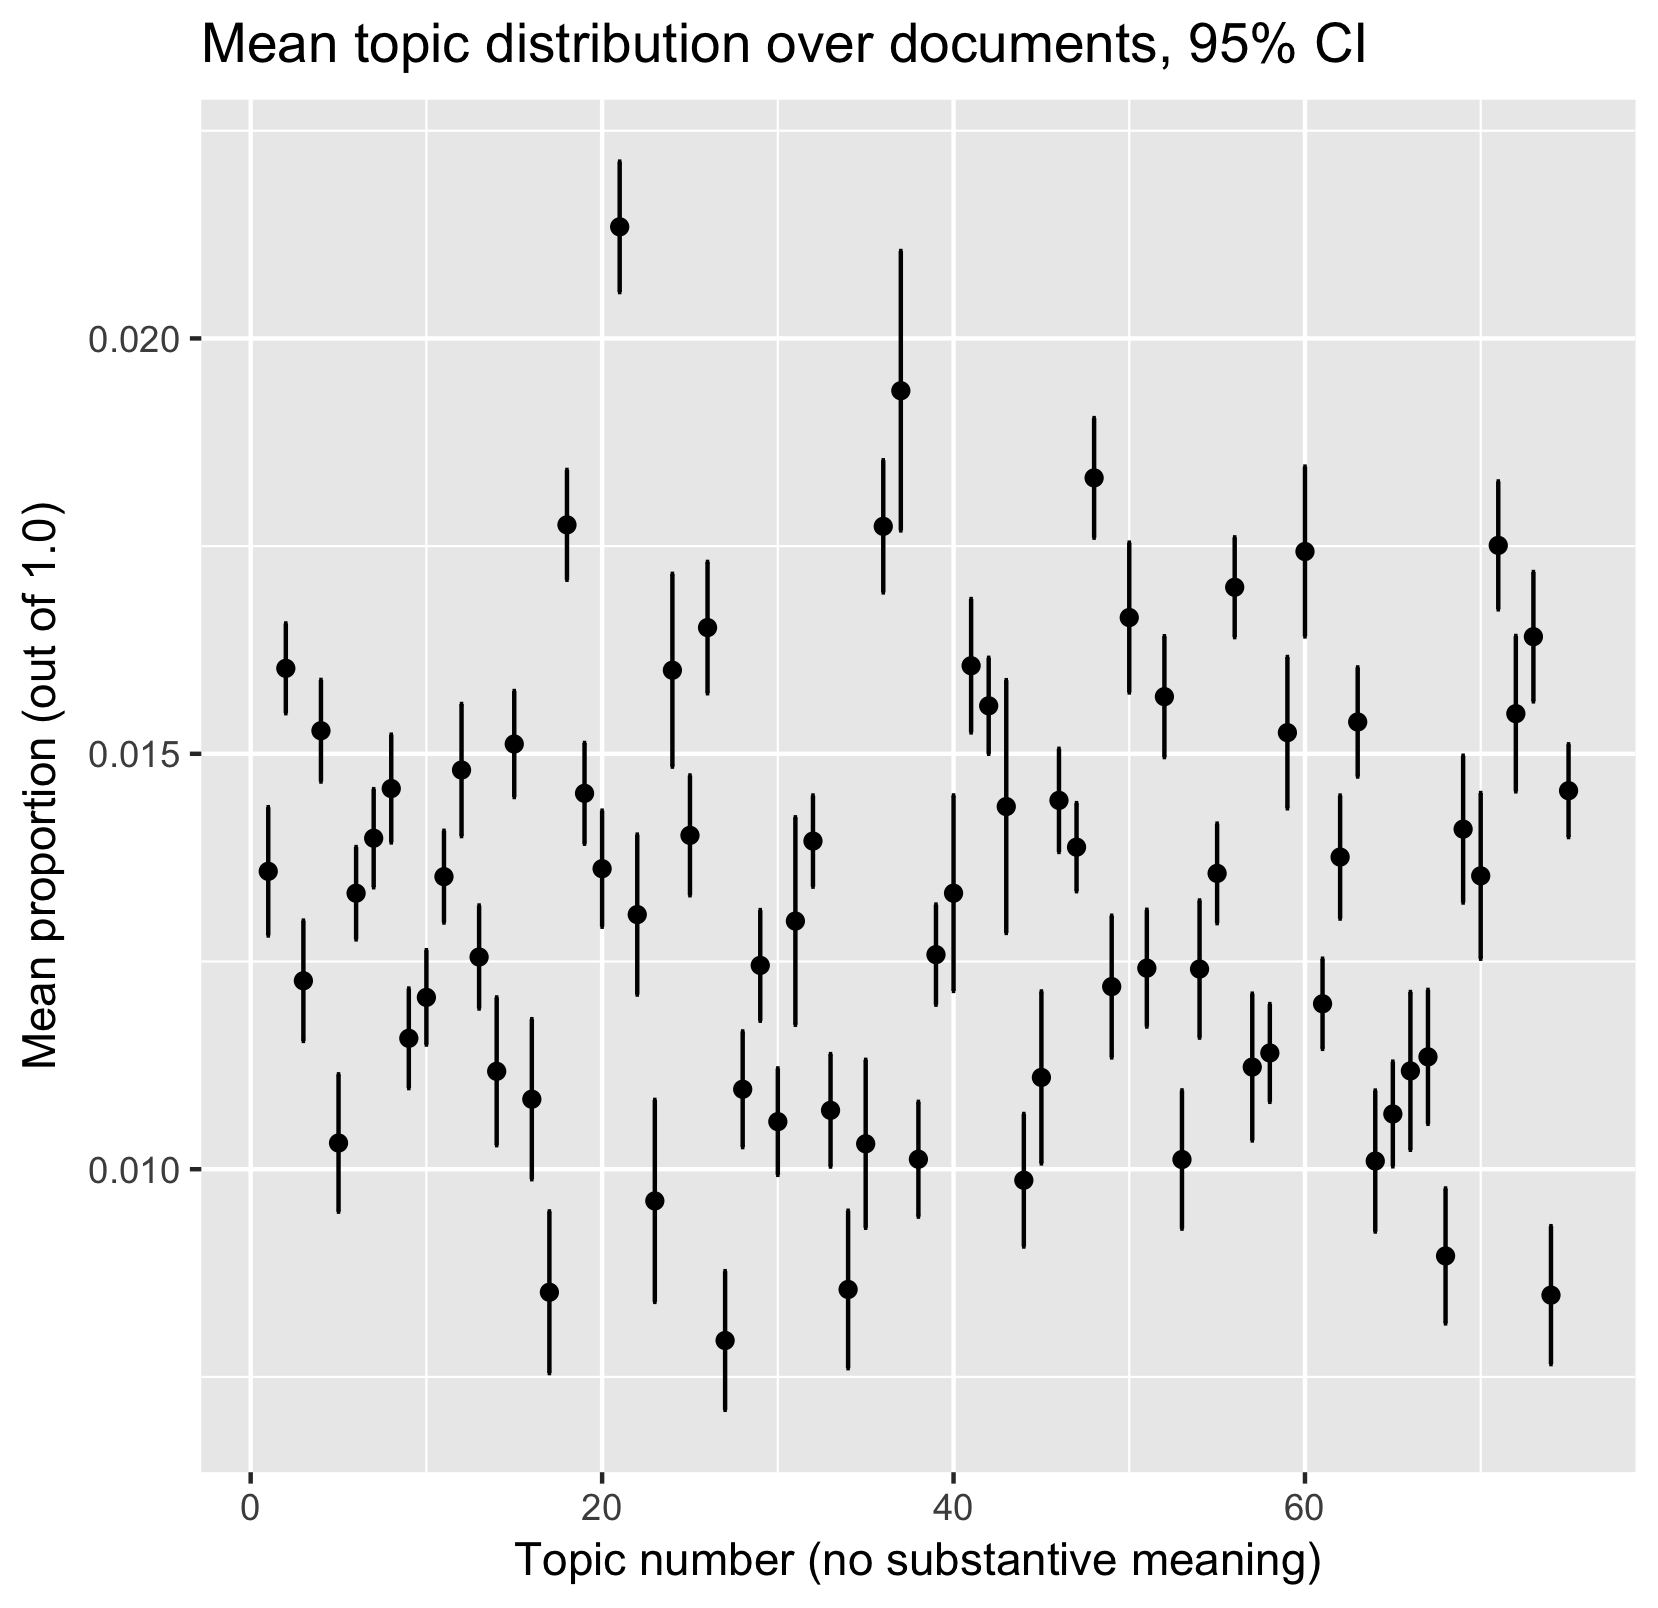 Mean topic distribution over documents, 95% CI
Mean proportion (out of 1.0)
0.020
0.015
0.010
0 20 40 60
Topic number (no substantive meaning)